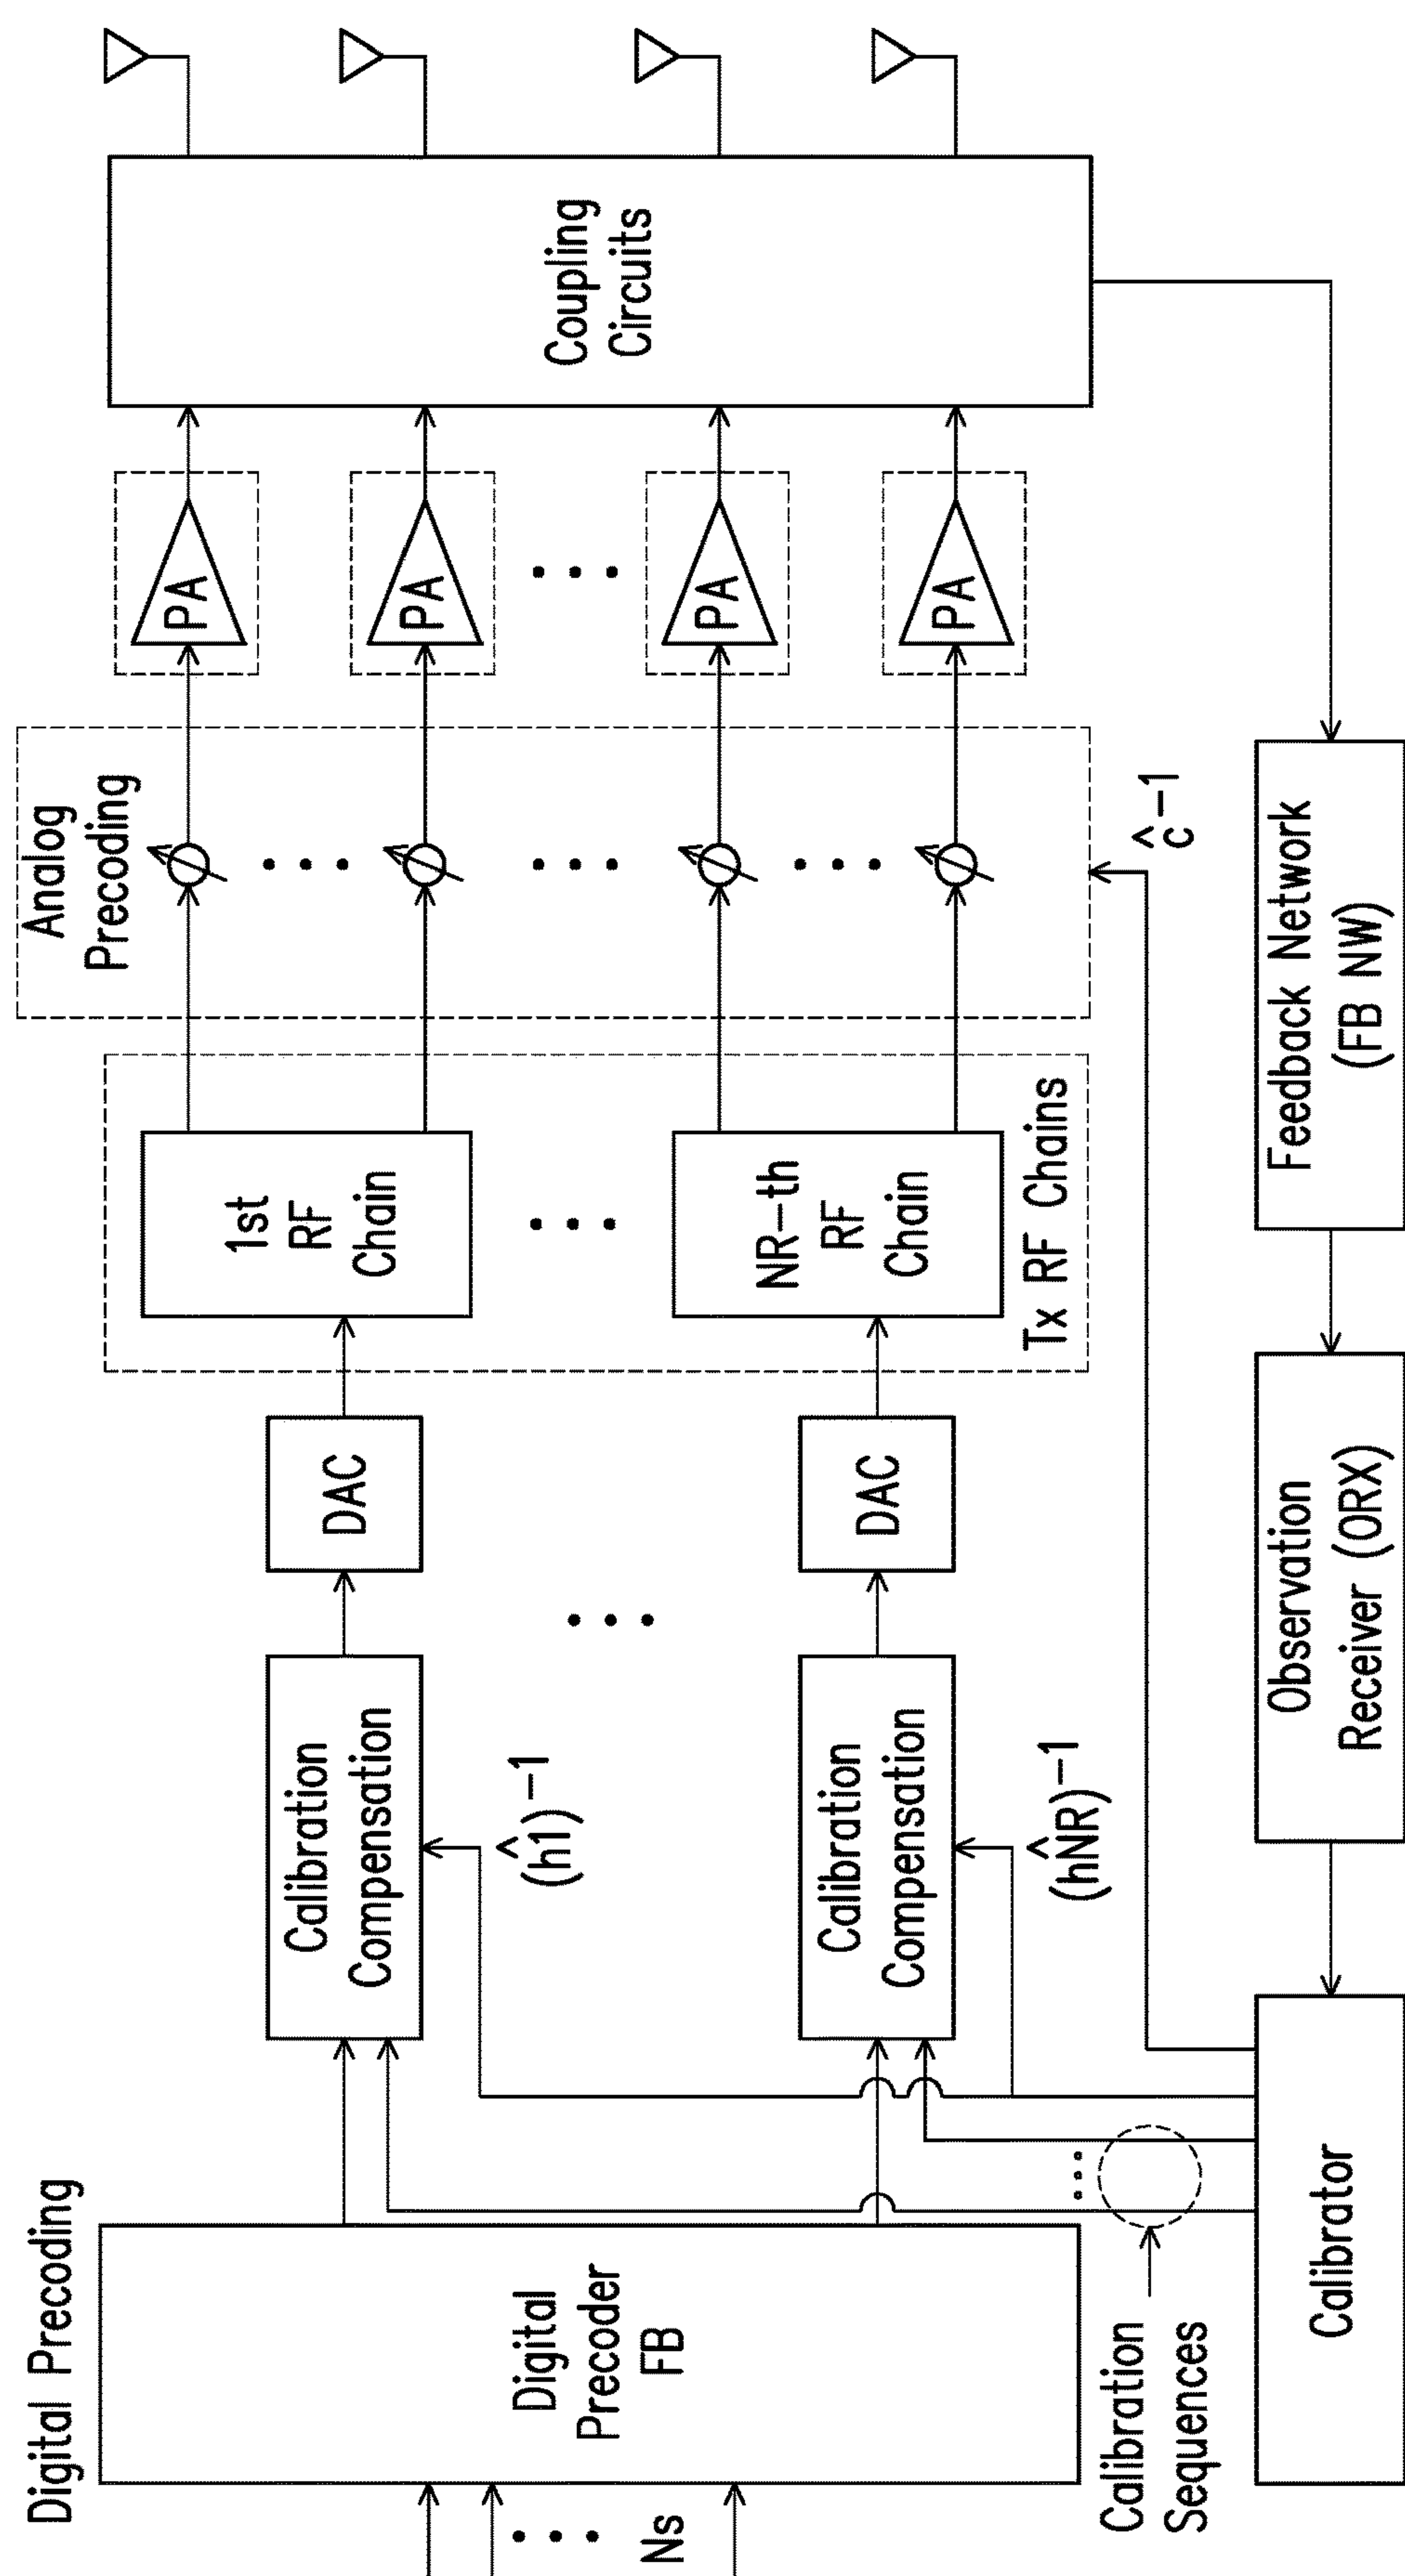 Digital Precoding
Ns
Digital
Precoder
FB
Calibration
Sequences
Calibrator
Calibration
Compensation
(ĥ1)-1
Calibration
Compensation
(ĥNR)-1
DAC
DAC
1st
RF
Chain
NR-th
RF
Chain
Tx RF Chains
Analog
Precoding
ĉ-1
PA
PA
PA
PA
Coupling
Circuits
Observation
Receiver (ORX)
Feedback Network
(FB NW)